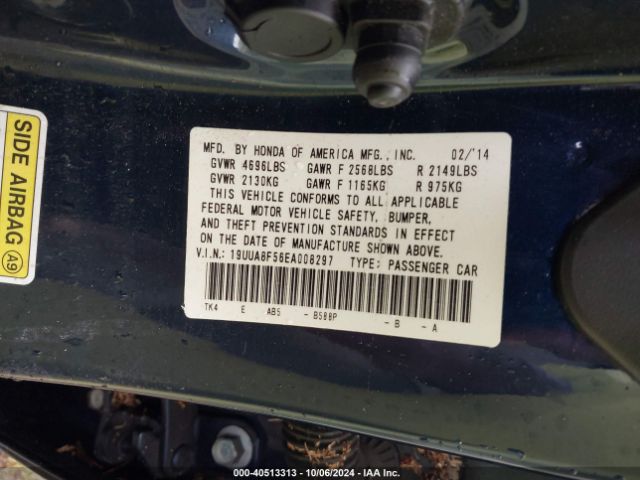 SIDE AIRBAG A9
MFD. BY HONDA OF AMERICA MFG., INC. 02/'14
GVWR 4696LBS GAWR F 2568LBS R 2149LBS
GVWR 2130KG GAWR F 1165KG R 975KG
THIS VEHICLE CONFORMS TO ALL APPLICABLE
FEDERAL MOTOR VEHICLE SAFETY, BUMPER,
AND THEFT PREVENTION STANDARDS IN EFFECT
ON THE DATE OF MANUFACTURE SHOWN ABOVE.
V.I.N.: 19UUA8F56EA008297 TYPE: PASSENGER CAR
TK4 E AB5 - B588P - B - A
000-40513313 | 10/06/2024 | IAA Inc.